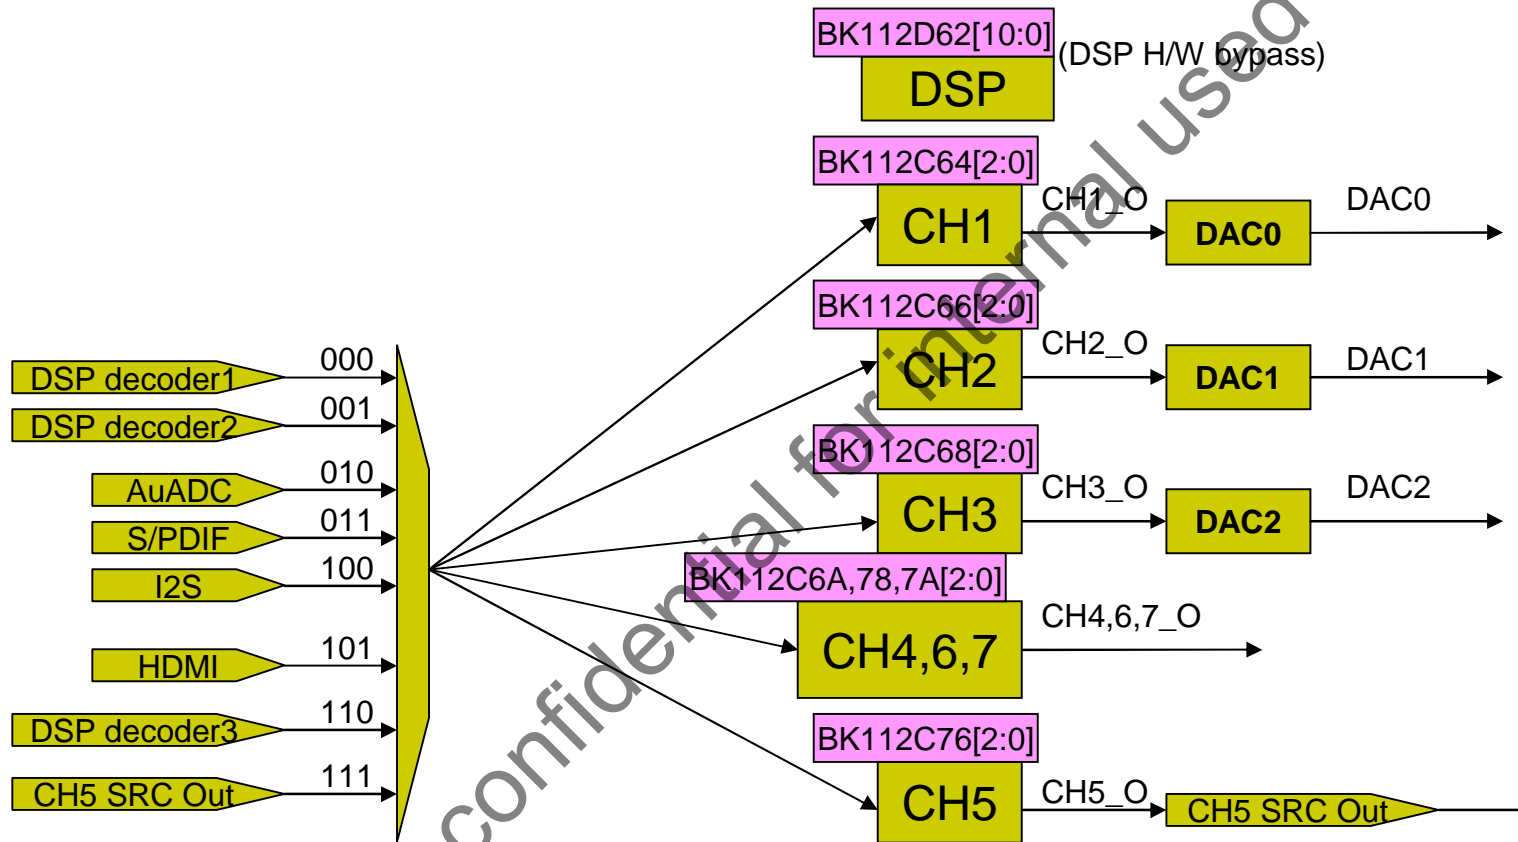 BK112D62[10:0]
(DSP H/W bypass)
DSP
BK112C64[2:0]
CH1
CH1_O
DAC0
DAC0
BK112C66[2:0]
CH2
CH2_O
DAC1
DAC1
BK112C68[2:0]
CH3
CH3_O
DAC2
DAC2
BK112C6A,78,7A[2:0]
CH4,6,7
CH4,6,7_O
BK112C76[2:0]
CH5
CH5_O
CH5 SRC Out
DSP decoder1
000
DSP decoder2
001
AuADC
010
S/PDIF
011
I2S
100
HDMI
101
DSP decoder3
110
CH5 SRC Out
111
confidential for internal used